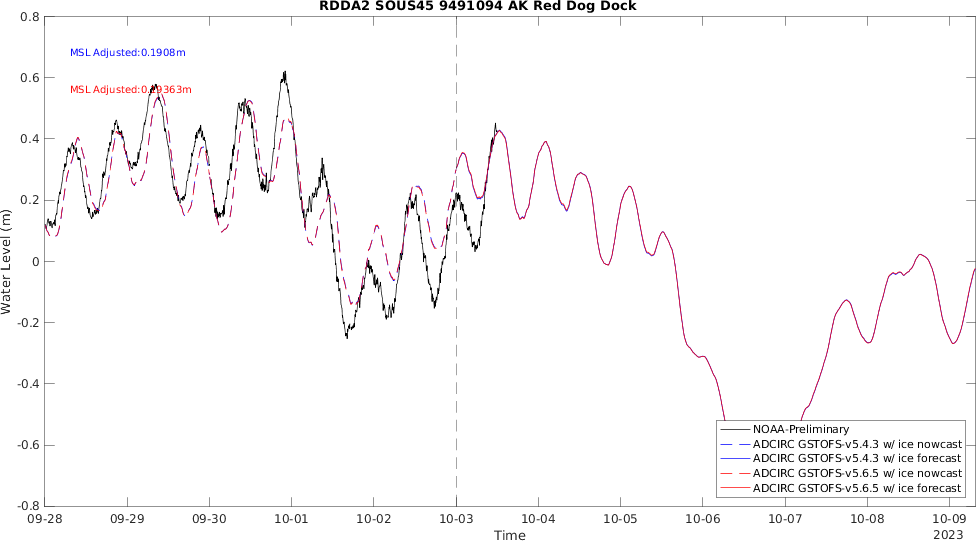 RDDA2 SOUS45 9491094 AK Red Dog Dock
0.8
0.6
0.4
0.2
0
-0.2
-0.4
-0.6
-0.8
Water Level (m)
MSL Adjusted:0.1908m
MSL Adjusted:0.19363m
NOAA-Preliminary
ADCIRC GSTOFS-v5.4.3 w/ ice nowcast
ADCIRC GSTOFS-v5.4.3 w/ ice forecast
ADCIRC GSTOFS-v5.6.5 w/ ice nowcast
ADCIRC GSTOFS-v5.6.5 w/ ice forecast
09-28 09-29 09-30 10-01 10-02 10-03 10-04 10-05 10-06 10-07 10-08 10-09
2023
Time